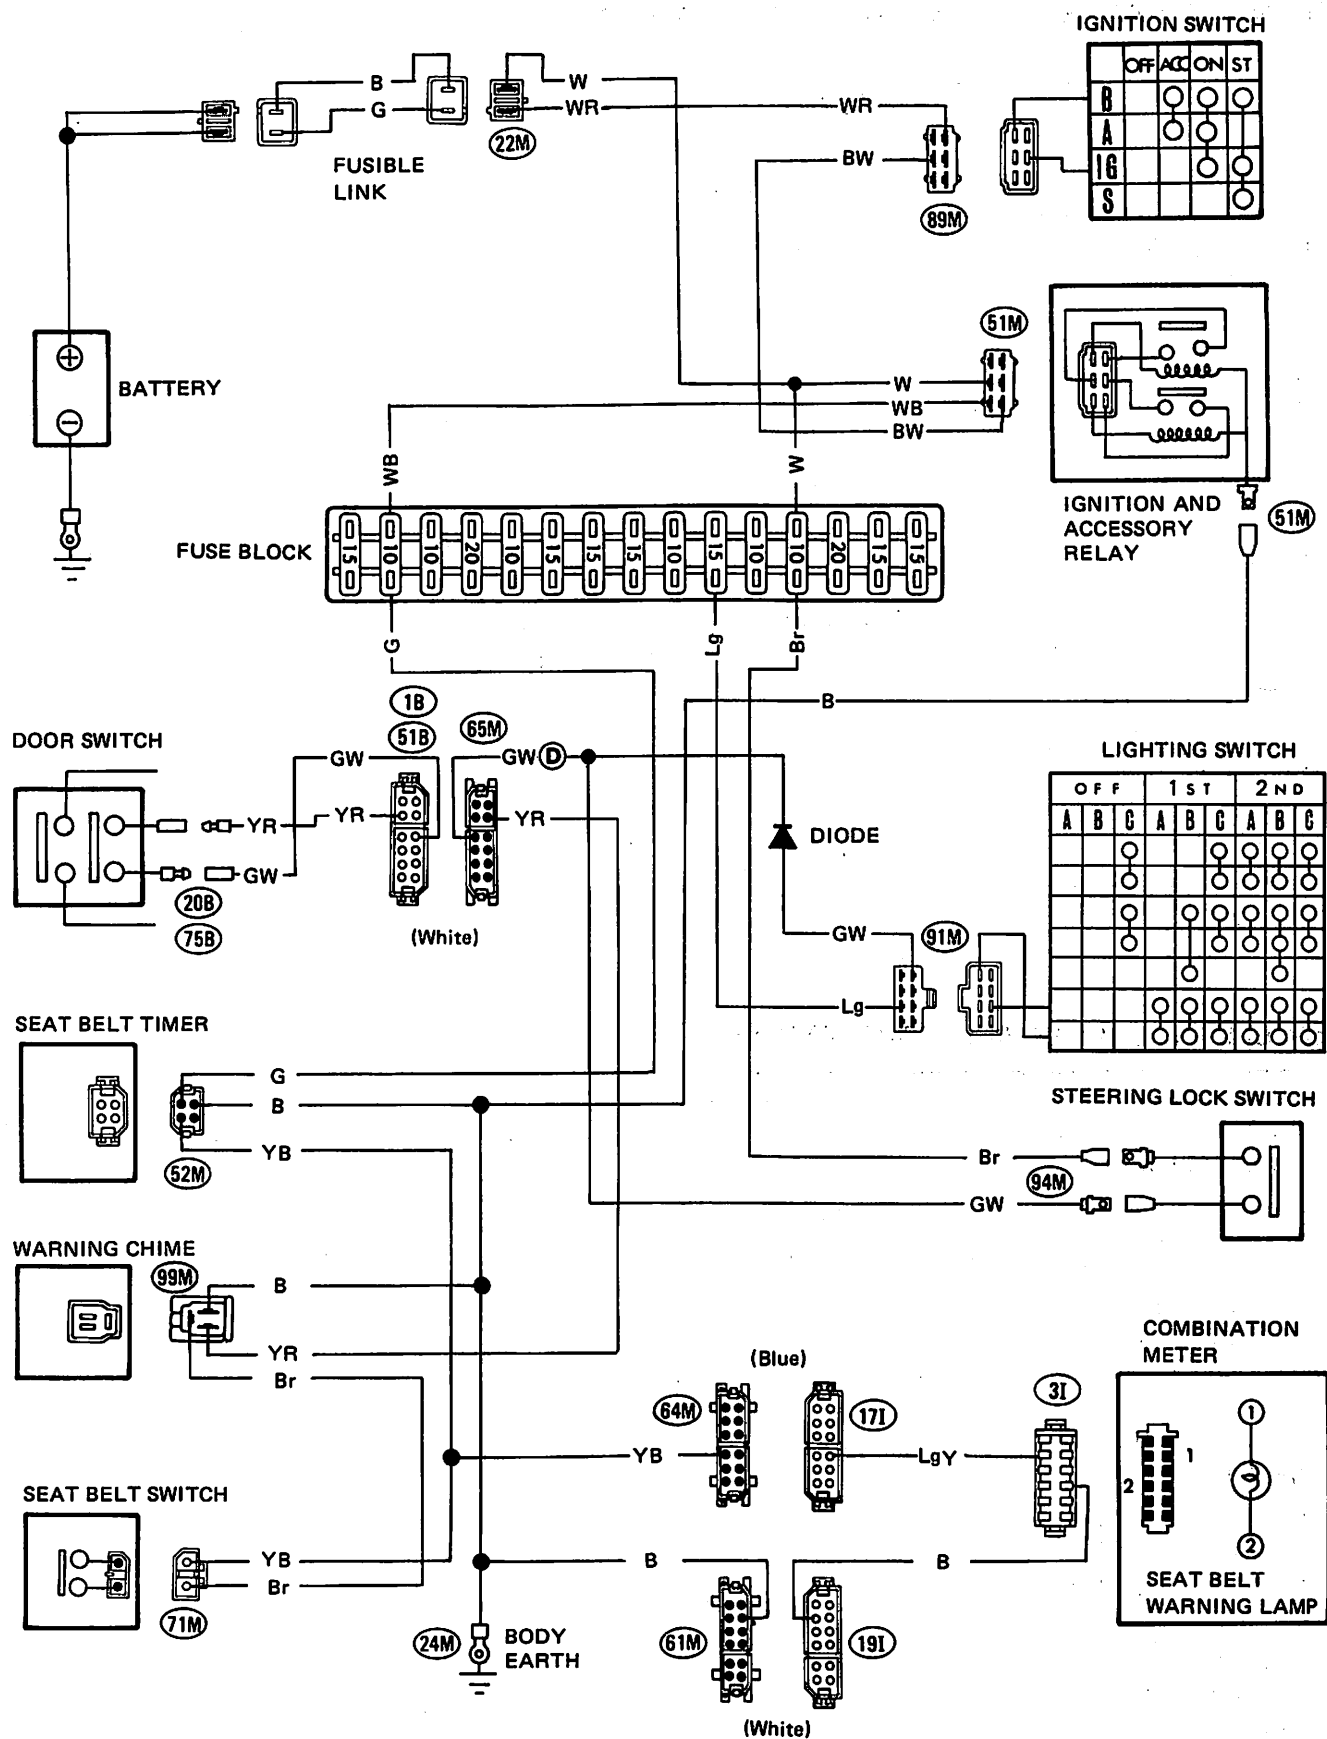 IGNITION SWITCH
OFF ACC ON ST
B
A
IG
S
B
G
FUSIBLE
LINK
W
WR
22M
WR
BW
89M
BATTERY
51M
W
WB
BW
WB
W
IGNITION AND
ACCESSORY
RELAY
51M
FUSE BLOCK
15 10 10 20 10 15 15 15 10 15 10 10 20 15 15
G
Lg
Br
B
1B
51B
65M
DOOR SWITCH
GW
GW D
YR
YR
YR
GW
20B
75B
(White)
DIODE
GW
91M
Lg
LIGHTING SWITCH
OFF 1ST 2ND
A B C A B C A B C
SEAT BELT TIMER
G
B
YB
52M
STEERING LOCK SWITCH
Br
94M
GW
WARNING CHIME
99M
B
YR
Br
(Blue)
64M
17I
3I
YB
LgY
COMBINATION
METER
1
1
2
2
SEAT BELT
WARNING LAMP
SEAT BELT SWITCH
YB
Br
71M
B
B
24M
BODY
EARTH
61M
19I
(White)